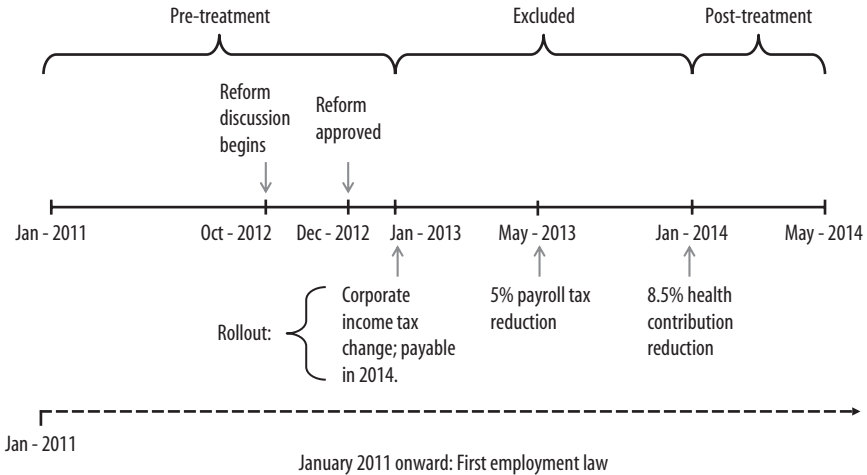 Pre-treatment
Excluded
Post-treatment
Reform
discussion
begins
Reform
approved
Jan - 2011
Oct - 2012
Dec - 2012
Jan - 2013
May - 2013
Jan - 2014
May - 2014
Rollout:
Corporate
income tax
change; payable
in 2014.
5% payroll tax
reduction
8.5% health
contribution
reduction
Jan - 2011
January 2011 onward: First employment law